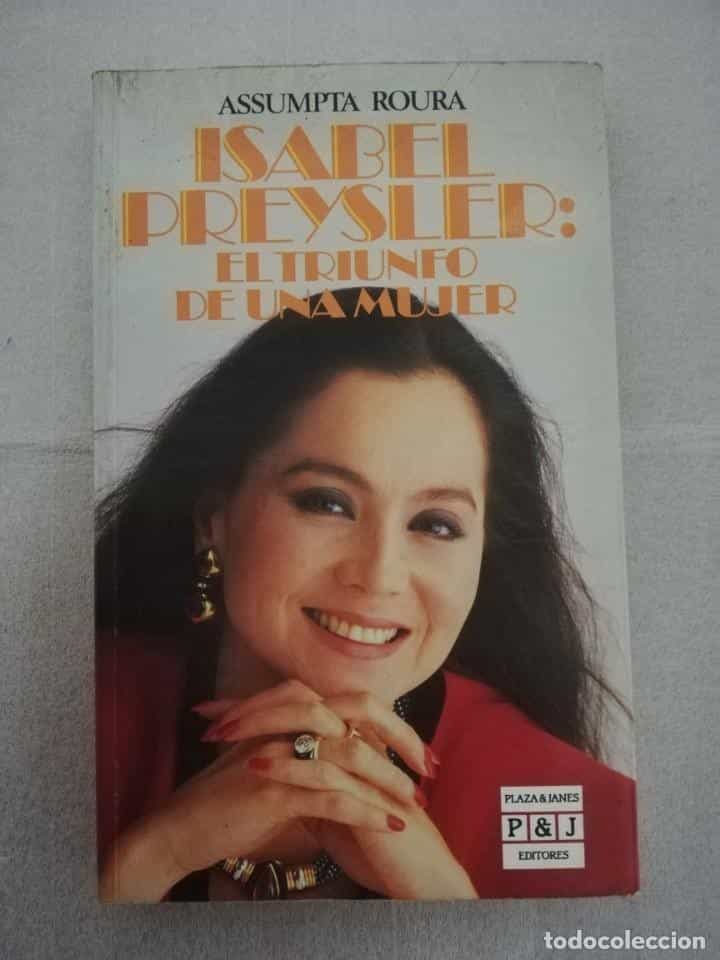 ASSUMPTA ROURA
ISABEL
PREYSLER:
EL TRIUNFO
DE UNA MUJER
PLAZA & JANES
P & J
EDITORES
todocoleccion